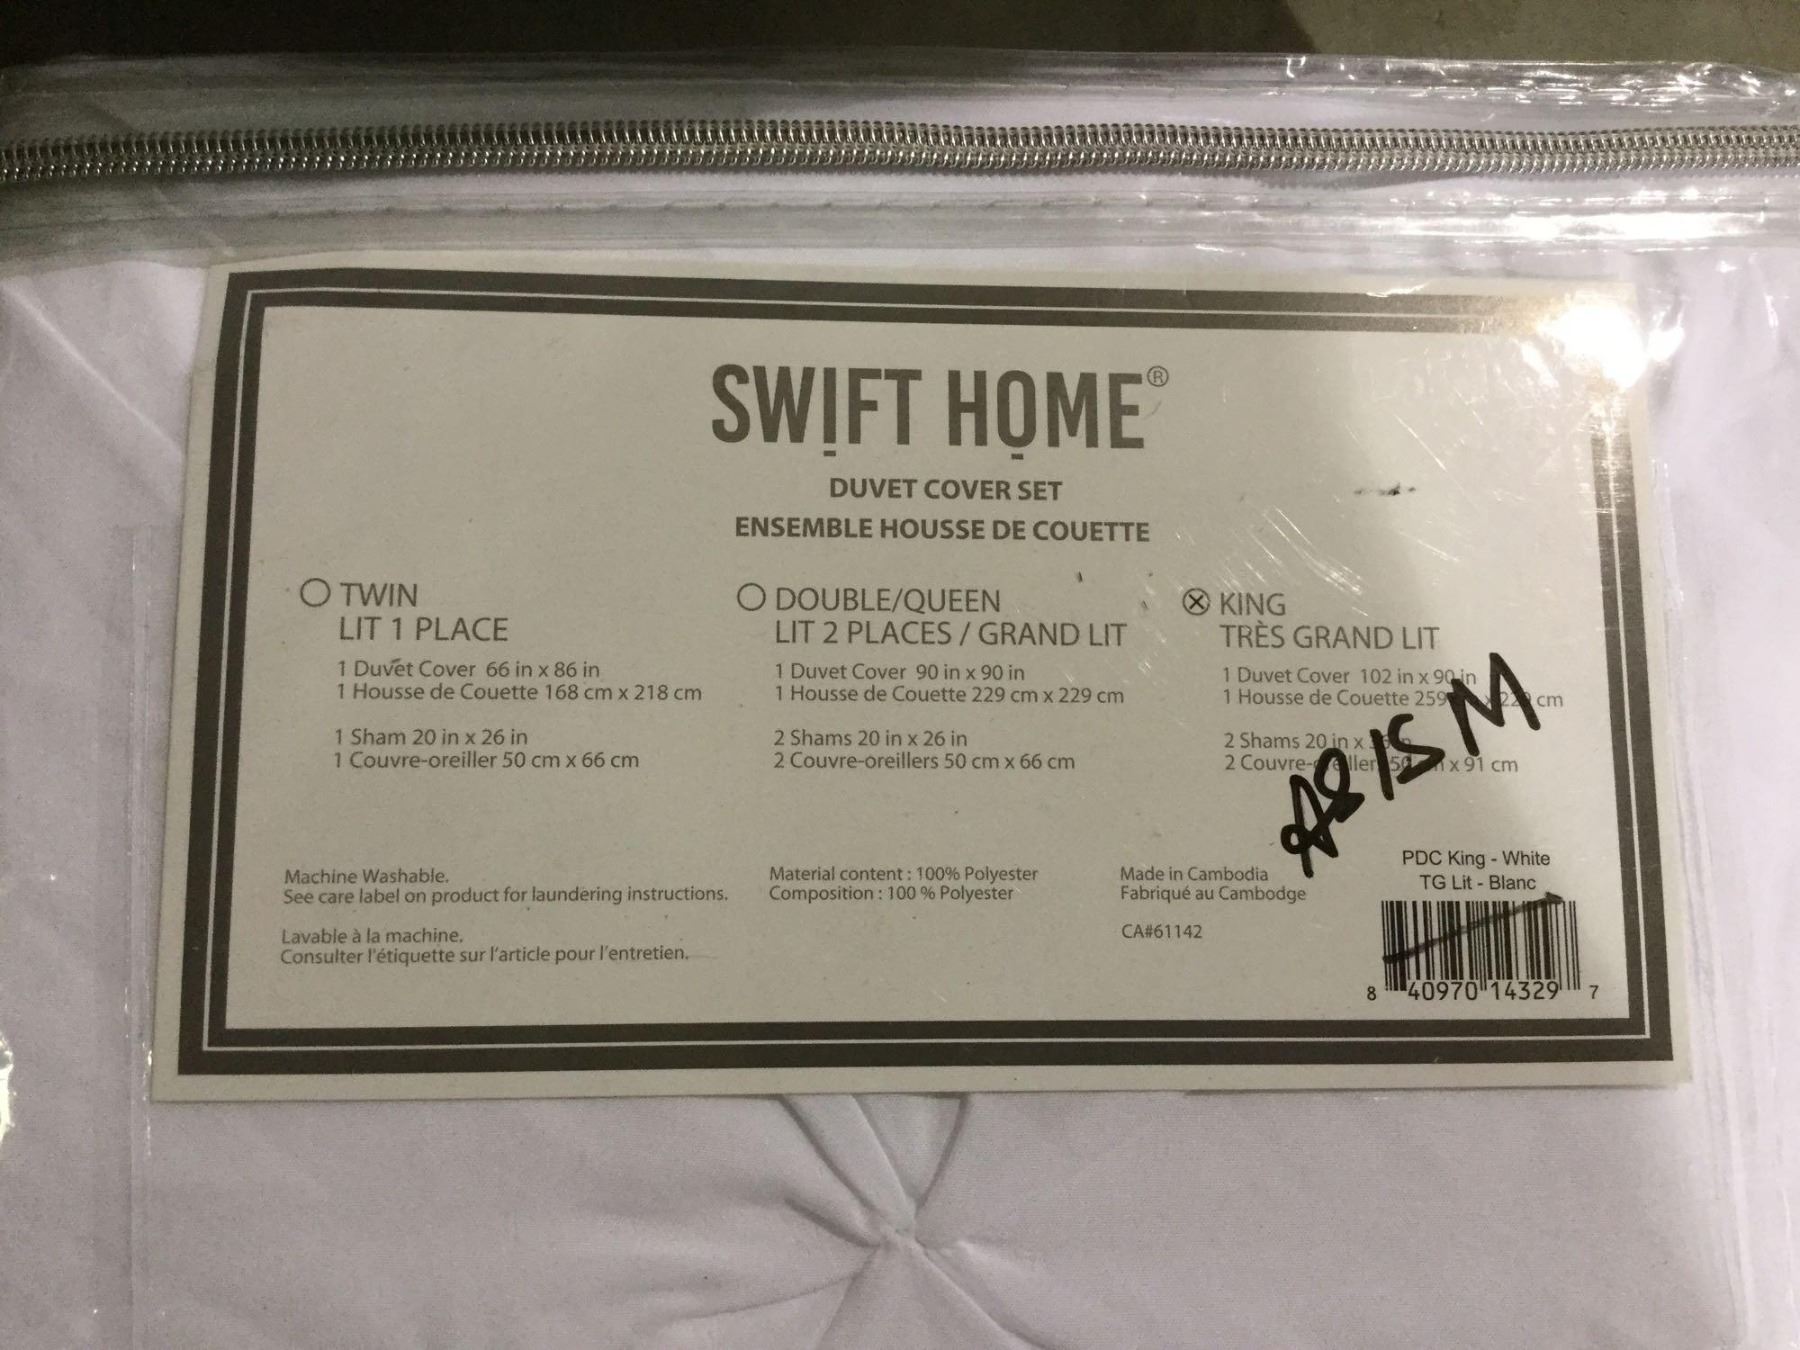 SWIFT HOME®
DUVET COVER SET
ENSEMBLE HOUSSE DE COUETTE
TWIN
LIT 1 PLACE
1 Duvet Cover 66 in x 86 in
1 Housse de Couette 168 cm x 218 cm
1 Sham 20 in x 26 in
1 Couvre-oreiller 50 cm x 66 cm
DOUBLE/QUEEN
LIT 2 PLACES / GRAND LIT
1 Duvet Cover 90 in x 90 in
1 Housse de Couette 229 cm x 229 cm
2 Shams 20 in x 26 in
2 Couvre-oreillers 50 cm x 66 cm
KING
TRÈS GRAND LIT
1 Duvet Cover 102 in x 90 in
1 Housse de Couette 259 x cm
2 Shams 20 in x
2 x 91 cm
Machine Washable.
See care label on product for laundering instructions.
Lavable à la machine.
Consulter l'étiquette sur l'article pour l'entretien.
Material content : 100% Polyester
Composition : 100 % Polyester
Made in Cambodia
Fabriqué au Cambodge
CA#61142
PDC King - White
TG Lit - Blanc
8 40970 14329 7